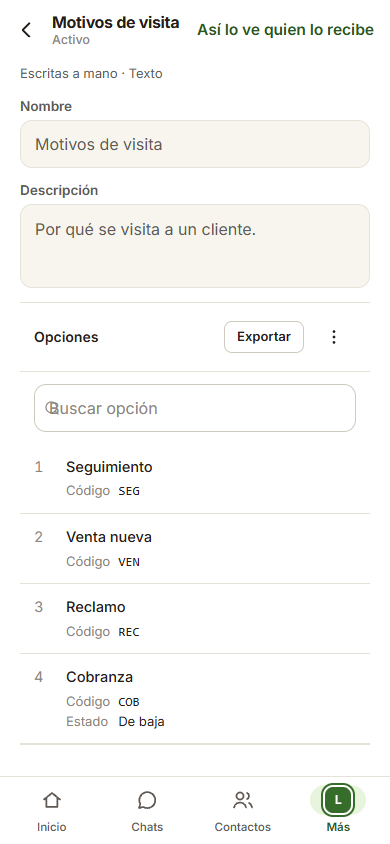 Motivos de visita
Activo
Así lo ve quien lo recibe
Escritas a mano · Texto
Nombre
Motivos de visita
Descripción
Por qué se visita a un cliente.
Opciones
Exportar
Buscar opción
1 Seguimiento
Código SEG
2 Venta nueva
Código VEN
3 Reclamo
Código REC
4 Cobranza
Código COB
Estado De baja
L
Inicio Chats Contactos Más